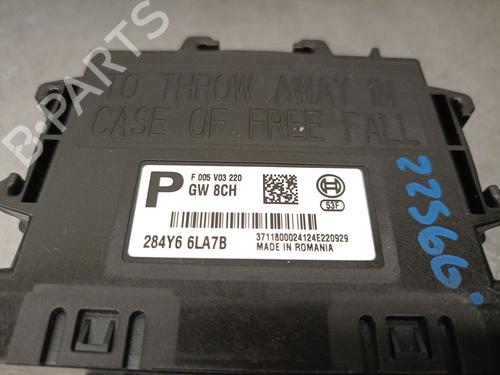 TO THROW AWAY IN
CASE OF FREE FALL
P
F 005 V03 220
GW 8CH
53F
284Y6 6LA7B
3711800024124E220929
MADE IN ROMANIA
22566
B-PARTS